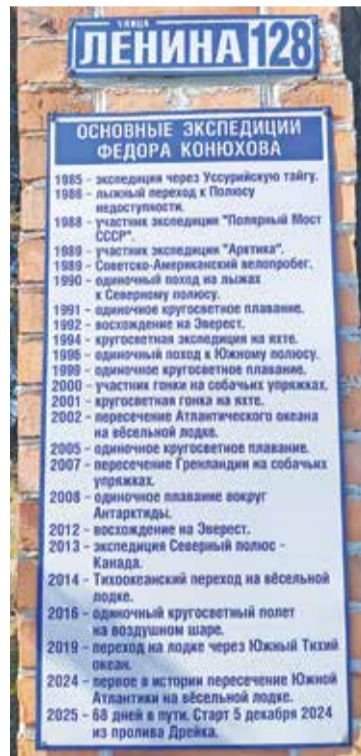 УЛИЦА
ЛЕНИНА 128
ОСНОВНЫЕ ЭКСПЕДИЦИИ
ФЕДОРА КОНЮХОВА
1985 - экспедиция через Уссурийскую тайгу.
1986 - лыжный переход к Полюсу
недоступности.
1988 - участник экспедиции "Полярный Мост
СССР".
1989 - участник экспедиции "Арктика".
1989 - Советско-Американский велопробег.
1990 - одиночный поход на лыжах
к Северному полюсу.
1991 - одиночное кругосветное плавание.
1992 - восхождение на Эверест.
1994 - кругосветная экспедиция на яхте.
1996 - одиночный поход к Южному полюсу.
1999 - одиночное кругосветное плавание.
2000 - участник гонки на собачьих упряжках.
2001 - кругосветная гонка на яхте.
2002 - пересечение Атлантического океана
на вёсельной лодке.
2005 - одиночное кругосветное плавание.
2007 - пересечение Гренландии на собачьих
упряжках.
2008 - одиночное плавание вокруг
Антарктиды.
2012 - восхождение на Эверест.
2013 - экспедиция Северный полюс -
Канада.
2014 - Тихоокеанский переход на вёсельной
лодке.
2016 - одиночный кругосветный полет
на воздушном шаре.
2019 - переход на лодке через Южный Тихий
океан.
2024 - первое в истории пересечение Южной
Атлантики на вёсельной лодке.
2025 - 68 дней в пути. Старт 5 декабря 2024
из пролива Дрейка.